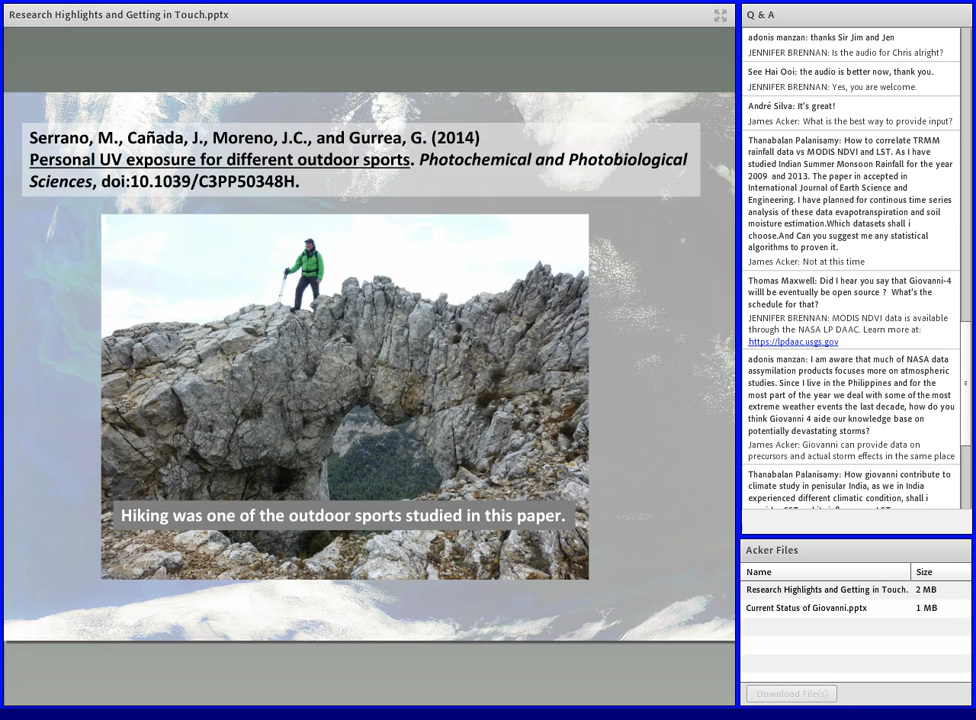 Research Highlights and Getting in Touch.pptx
Serrano, M., Cañada, J., Moreno, J.C., and Gurrea, G. (2014)
Personal UV exposure for different outdoor sports. Photochemical and Photobiological
Sciences, doi:10.1039/C3PP50348H.
Hiking was one of the outdoor sports studied in this paper.
Q & A
adonis manzan: thanks Sir Jim and Jen
JENNIFER BRENNAN: Is the audio for Chris alright?
See Hai Ooi: the audio is better now, thank you.
JENNIFER BRENNAN: Yes, you are welcome.
André Silva: It's great!
James Acker: What is the best way to provide input?
Thanabalan Palanisamy: How to correlate TRMM
rainfall data vs MODIS NDVI and LST. As I have
studied Indian Summer Monsoon Rainfall for the year
2009 and 2013. The paper in accepted in
International Journal of Earth Science and
Engineering. I have planned for continous time series
analysis of these data evapotranspiration and soil
moisture estimation.Which datasets shall i
choose.And Can you suggest me any statistical
algorithms to proven it.
James Acker: Not at this time
Thomas Maxwell: Did I hear you say that Giovanni-4
willl be eventually be open source ? What's the
schedule for that?
JENNIFER BRENNAN: MODIS NDVI data is available
through the NASA LP DAAC. Learn more at:
https://lpdaac.usgs.gov
adonis manzan: I am aware that much of NASA data
assymilation products focuses more on atmospheric
studies. Since I live in the Philippines and for the
most part of the year we deal with some of the most
extreme weather events the last decade, how do you
think Giovanni 4 aide our knowledge base on
potentially devastating storms?
James Acker: Giovanni can provide data on
precursors and actual storm effects in the same place
Thanabalan Palanisamy: How giovanni contribute to
climate study in penisular India, as we in India
experienced different climatic condition, shall i
Acker Files
Name Size
Research Highlights and Getting in Touch. 2 MB
Current Status of Giovanni.pptx 1 MB
Download File(s)